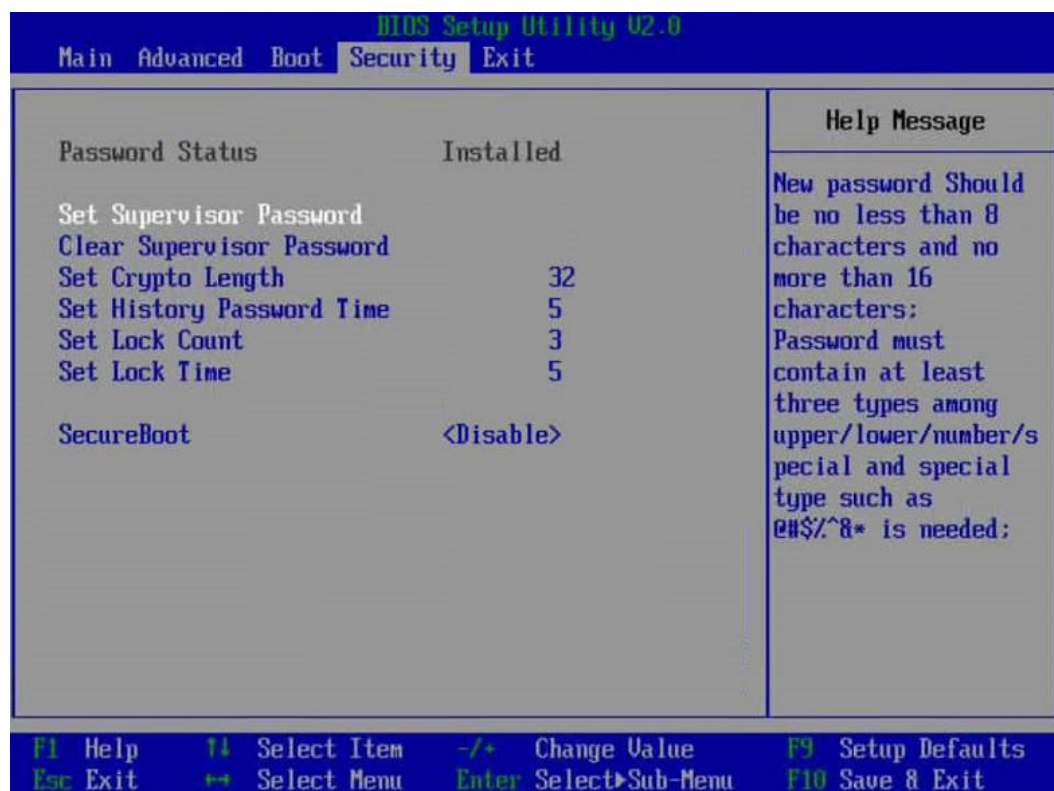 BIOS Setup Utility V2.0
Main Advanced Boot Security Exit
Help Message
Password Status Installed
Set Supervisor Password
Clear Supervisor Password
Set Crypto Length 32
Set History Password Time 5
Set Lock Count 3
Set Lock Time 5
SecureBoot <Disable>
New password Should
be no less than 8
characters and no
more than 16
characters;
Password must
contain at least
three types among
upper/lower/number/s
pecial and special
type such as
@#$%^&* is needed;
F1 Help ↑↓ Select Item -/+ Change Value F9 Setup Defaults
Esc Exit ←→ Select Menu Enter Select▶Sub-Menu F10 Save & Exit